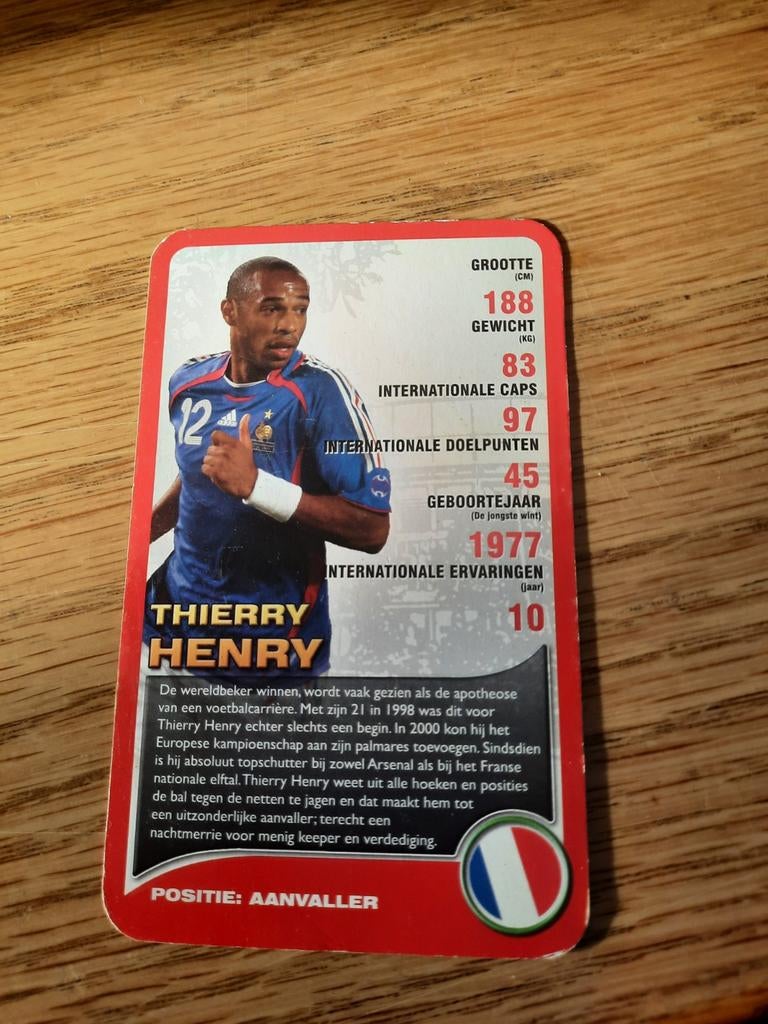 GROOTTE
(CM)
188
GEWICHT
(KG)
83
INTERNATIONALE CAPS
97
INTERNATIONALE DOELPUNTEN
45
GEBOORTEJAAR
(De jongste wint)
1977
INTERNATIONALE ERVARINGEN
(jaar)
10
12
adidas
THIERRY
HENRY
De wereldbeker winnen, wordt vaak gezien als de apotheose
van een voetbalcarrière. Met zijn 21 in 1998 was dit voor
Thierry Henry echter slechts een begin. In 2000 kon hij het
Europese kampioenschap aan zijn palmares toevoegen. Sindsdien
is hij absoluut topschutter bij zowel Arsenal als bij het Franse
nationale elftal. Thierry Henry weet uit alle hoeken en posities
de bal tegen de netten te jagen en dat maakt hem tot
een uitzonderlijke aanvaller; terecht een
nachtmerrie voor menig keeper en verdediging.
POSITIE: AANVALLER